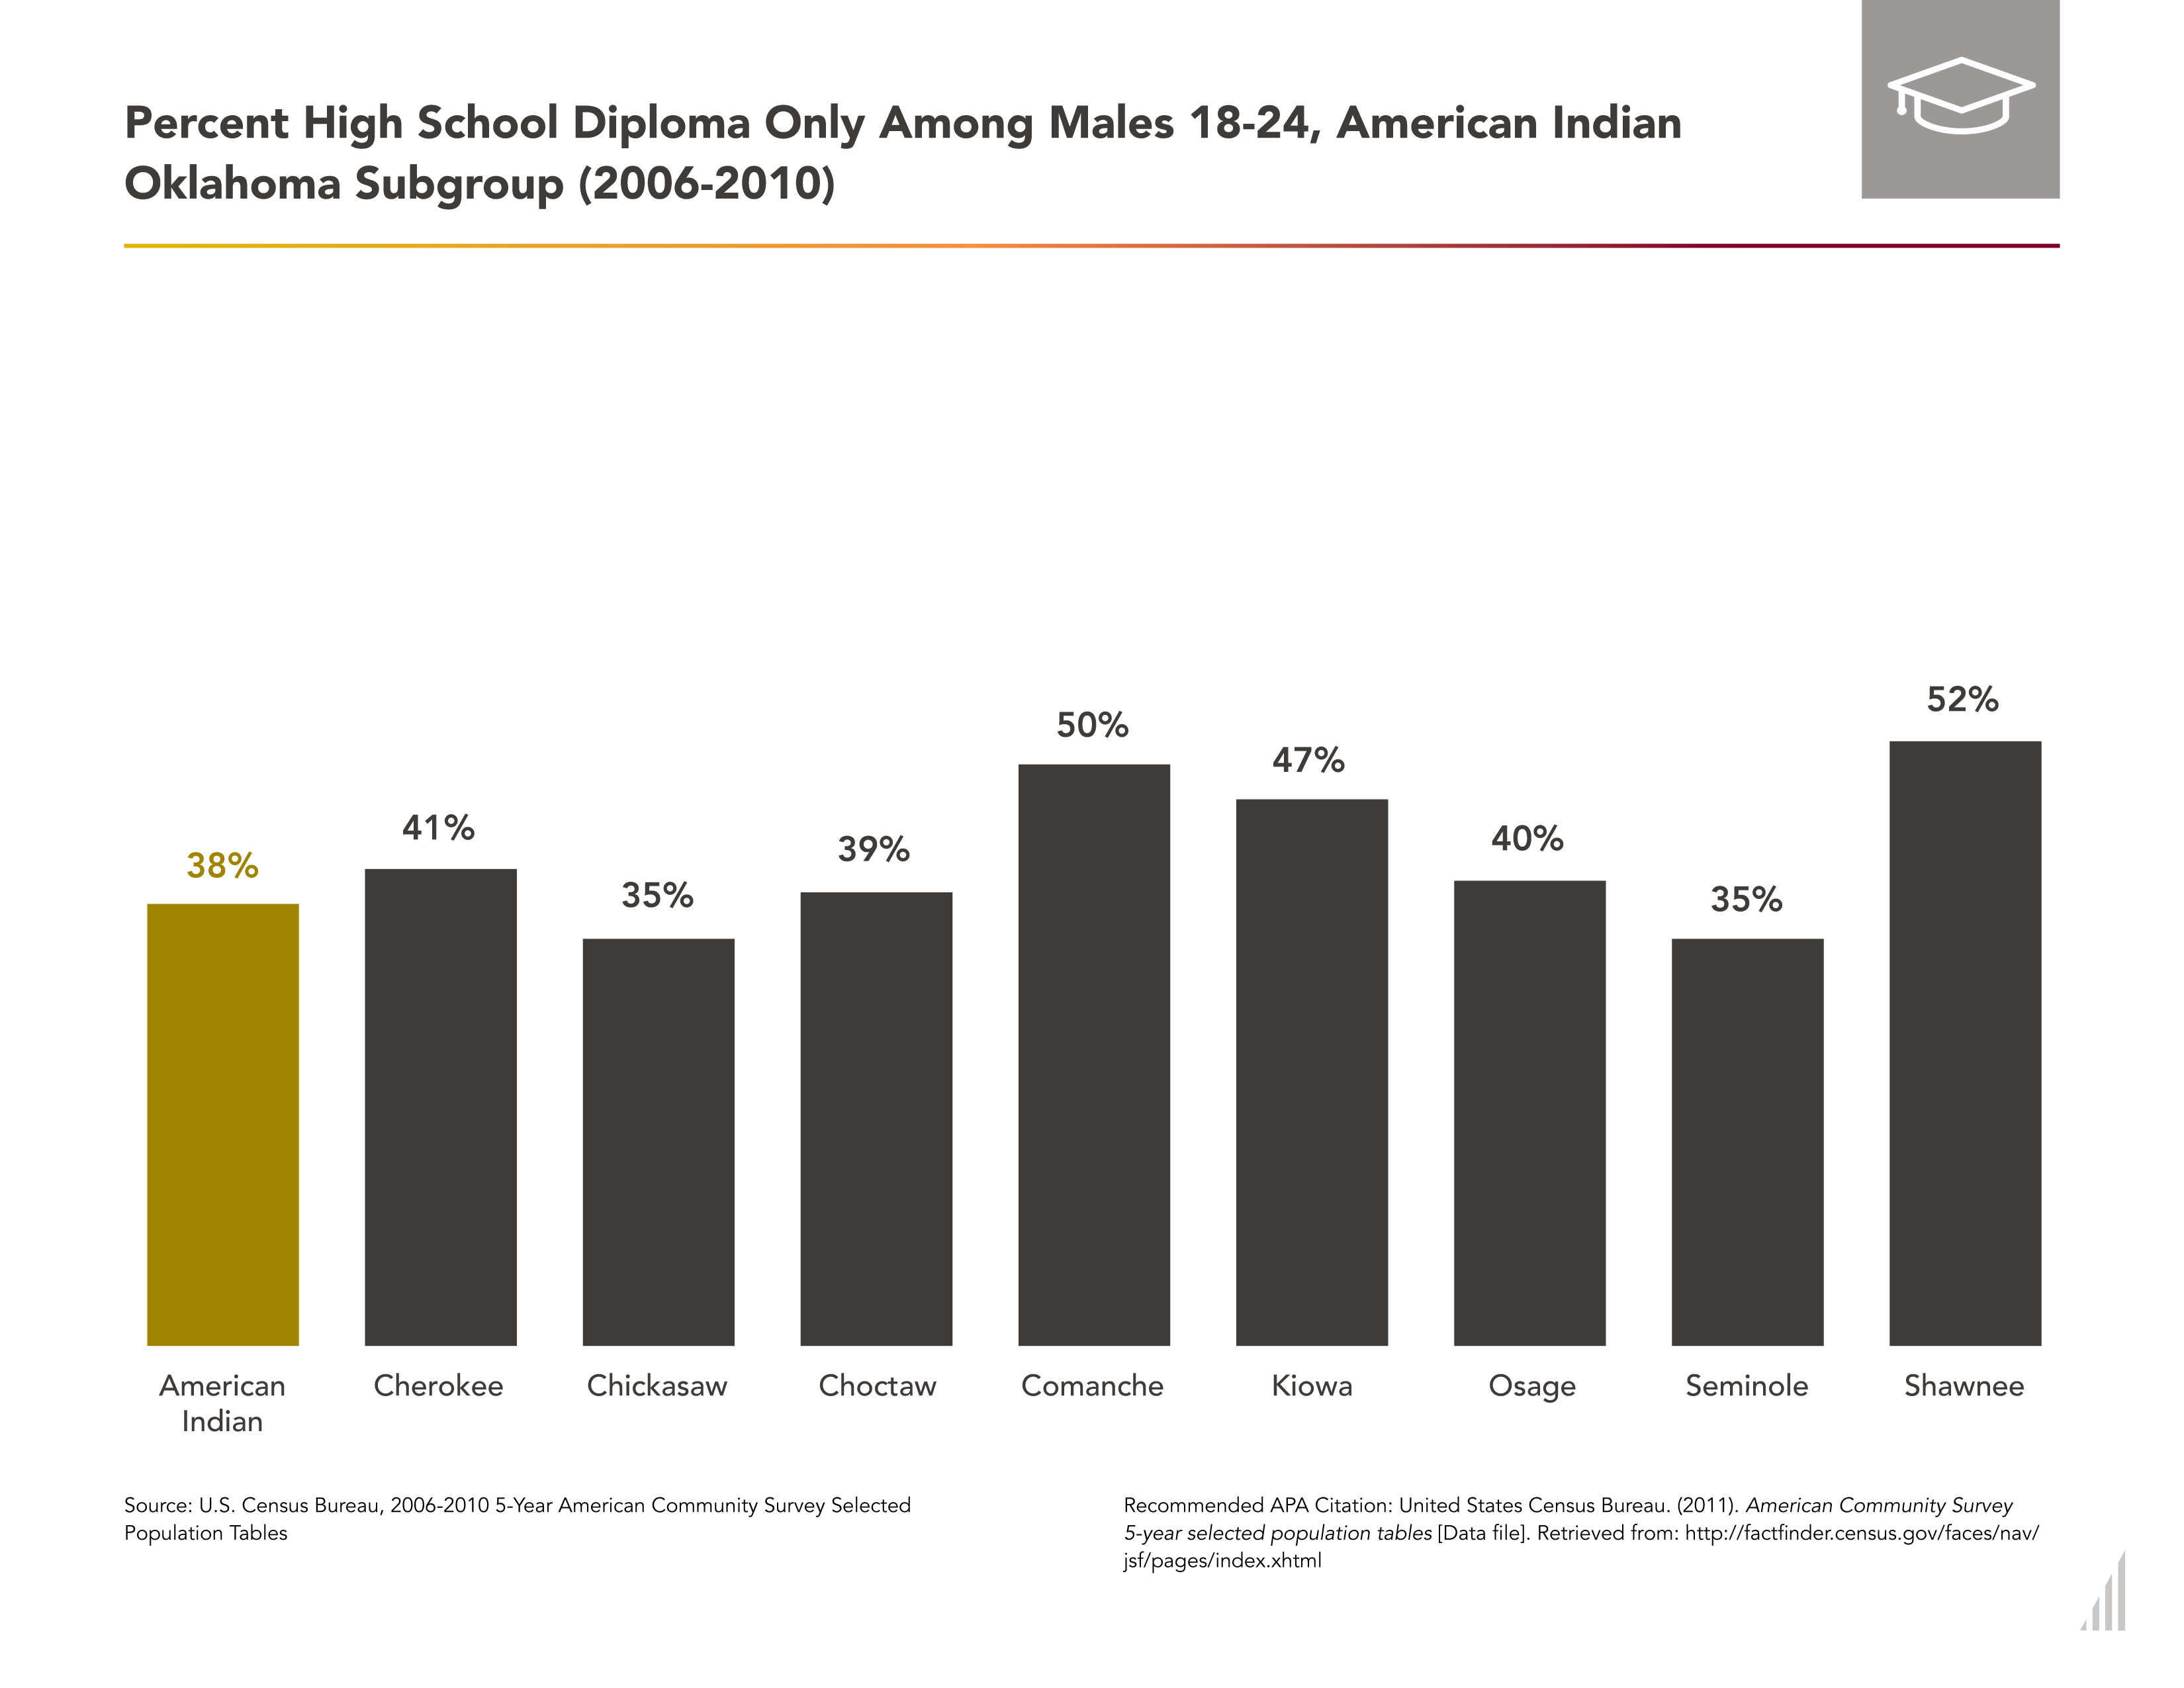 Percent High School Diploma Only Among Males 18-24, American Indian
Oklahoma Subgroup (2006-2010)
38%
41%
35%
39%
50%
47%
40%
35%
52%
American
Indian
Cherokee
Chickasaw
Choctaw
Comanche
Kiowa
Osage
Seminole
Shawnee
Source: U.S. Census Bureau, 2006-2010 5-Year American Community Survey Selected
Population Tables
Recommended APA Citation: United States Census Bureau. (2011). American Community Survey
5-year selected population tables [Data file]. Retrieved from: http://factfinder.census.gov/faces/nav/
jsf/pages/index.xhtml